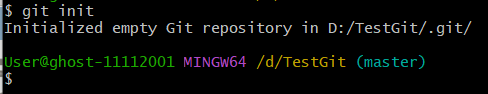 $ git init
Initialized empty Git repository in D:/TestGit/.git/
User@ghost-11112001 MINGW64 /d/TestGit (master)
$